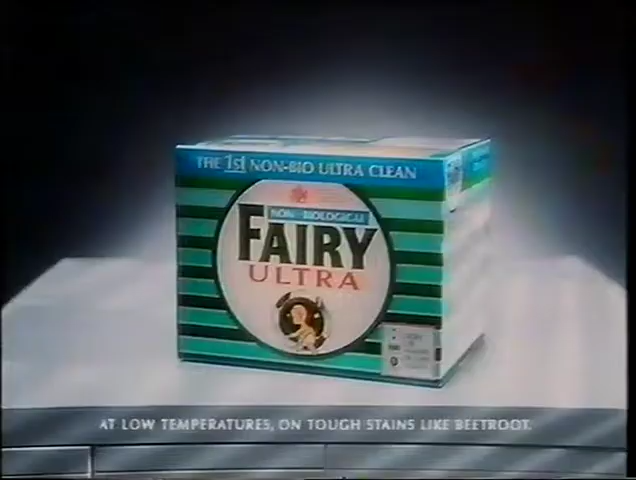 THE 1st NON-BIO ULTRA CLEAN
NON-BIOLOGICAL
FAIRY
ULTRA
AT LOW TEMPERATURES, ON TOUGH STAINS LIKE BEETROOT.